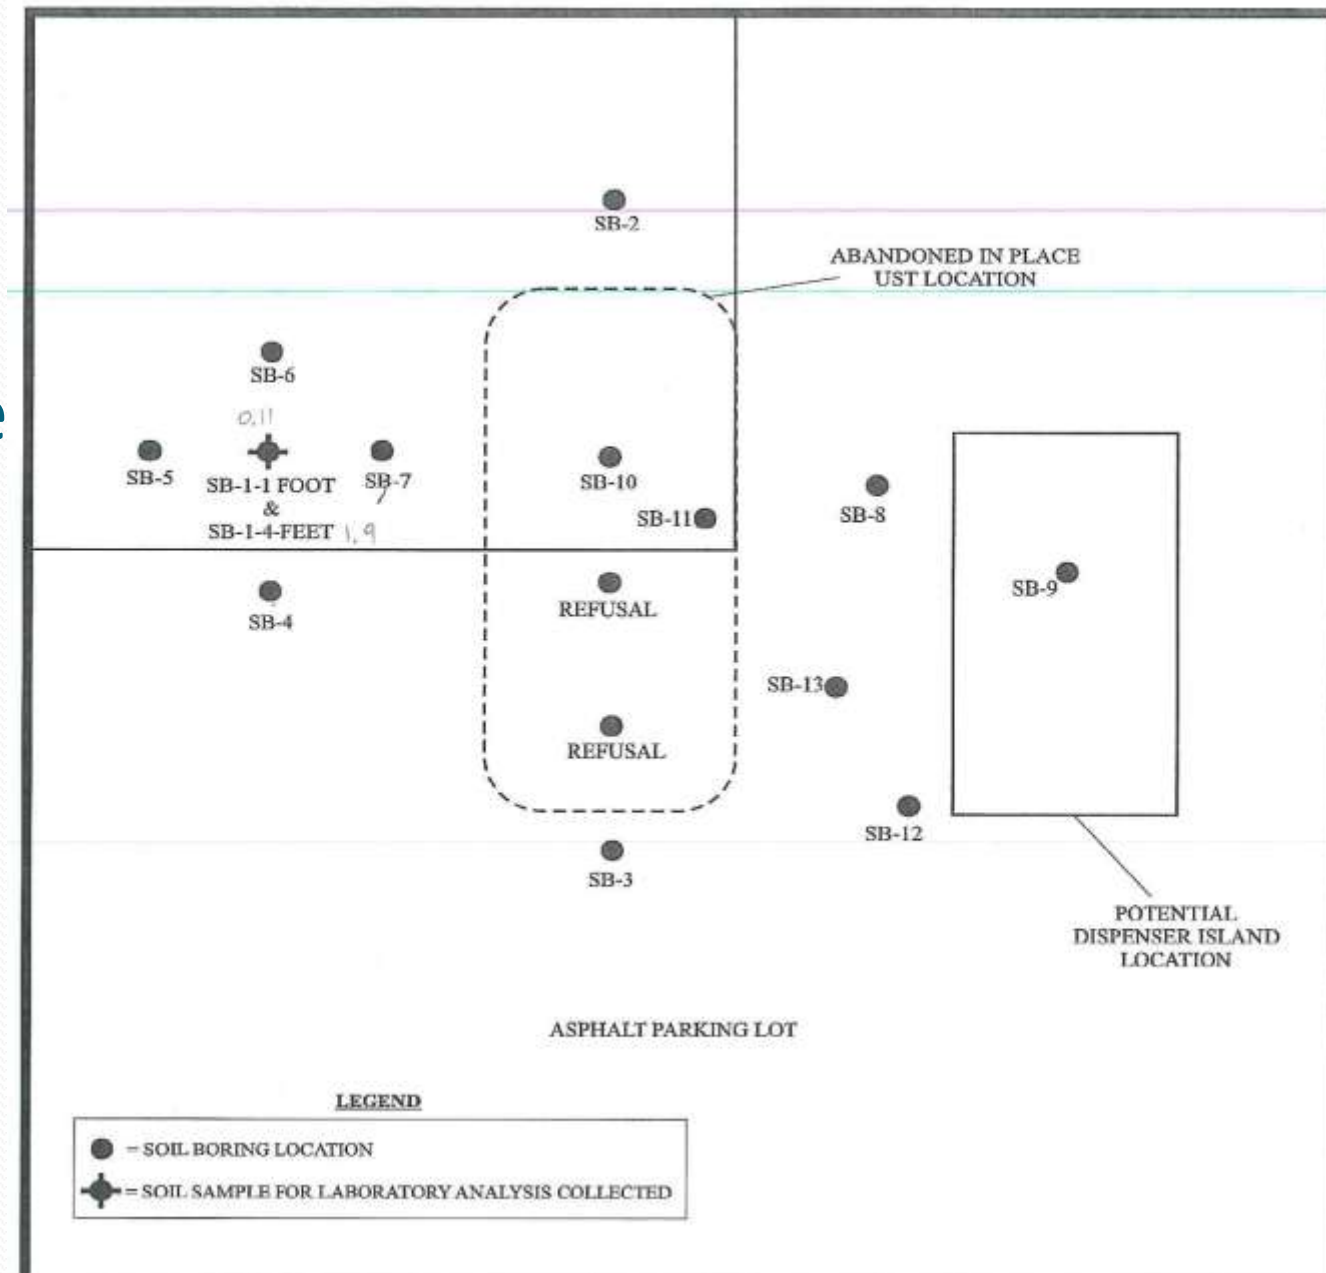 SB-2
ABANDONED IN PLACE
UST LOCATION
SB-6
0.11
SB-5
SB-1-1 FOOT
&
SB-1-4-FEET 1.9
SB-7
SB-10
SB-11
SB-8
SB-9
SB-4
REFUSAL
SB-13
REFUSAL
SB-12
SB-3
POTENTIAL
DISPENSER ISLAND
LOCATION
ASPHALT PARKING LOT
LEGEND
= SOIL BORING LOCATION
= SOIL SAMPLE FOR LABORATORY ANALYSIS COLLECTED